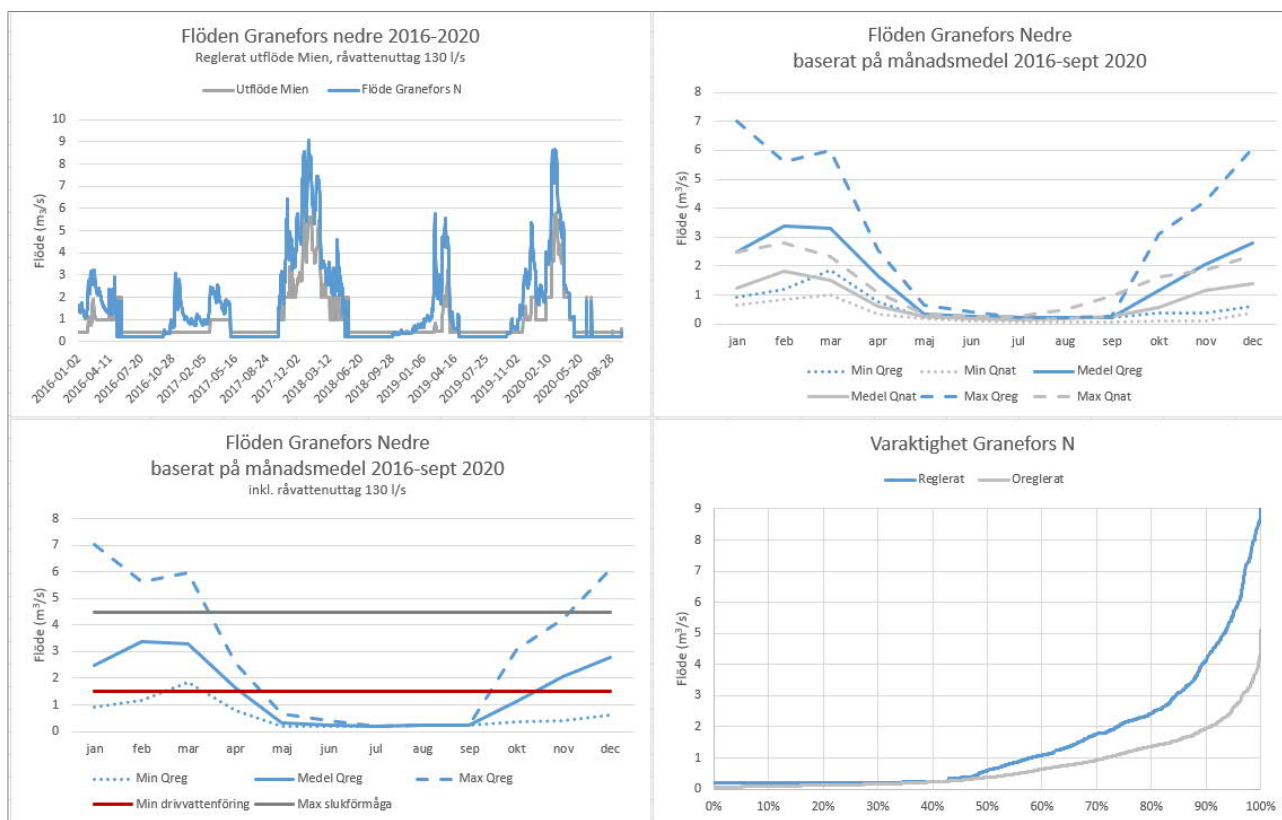 Flöden Granefors nedre 2016-2020
Reglerat utflöde Mien, råvattenuttag 130 l/s
Utflöde Mien Flöde Granefors N
10
9
8
7
6
5
4
3
2
1
0
Flöde (m3/s)
2016-01-02
2016-04-11
2016-07-20
2016-10-28
2017-02-05
2017-05-16
2017-08-24
2017-12-02
2018-03-12
2018-06-20
2018-09-28
2019-01-06
2019-04-16
2019-07-25
2019-11-02
2020-02-10
2020-05-20
2020-08-28
Flöden Granefors Nedre
baserat på månadsmedel 2016-sept 2020
8
7
6
5
4
3
2
1
0
Flöde (m³/s)
jan feb mar apr maj jun jul aug sep okt nov dec
Min Qreg Min Qnat Medel Qreg
Medel Qnat Max Qreg Max Qnat
Flöden Granefors Nedre
baserat på månadsmedel 2016-sept 2020
inkl. råvattenuttag 130 l/s
8
7
6
5
4
3
2
1
0
Flöde (m³/s)
jan feb mar apr maj jun jul aug sep okt nov dec
Min Qreg Medel Qreg Max Qreg
Min drivvattenföring Max slukförmåga
Varaktighet Granefors N
Reglerat Oreglerat
9
8
7
6
5
4
3
2
1
0
Flöde (m³/s)
0% 10% 20% 30% 40% 50% 60% 70% 80% 90% 100%